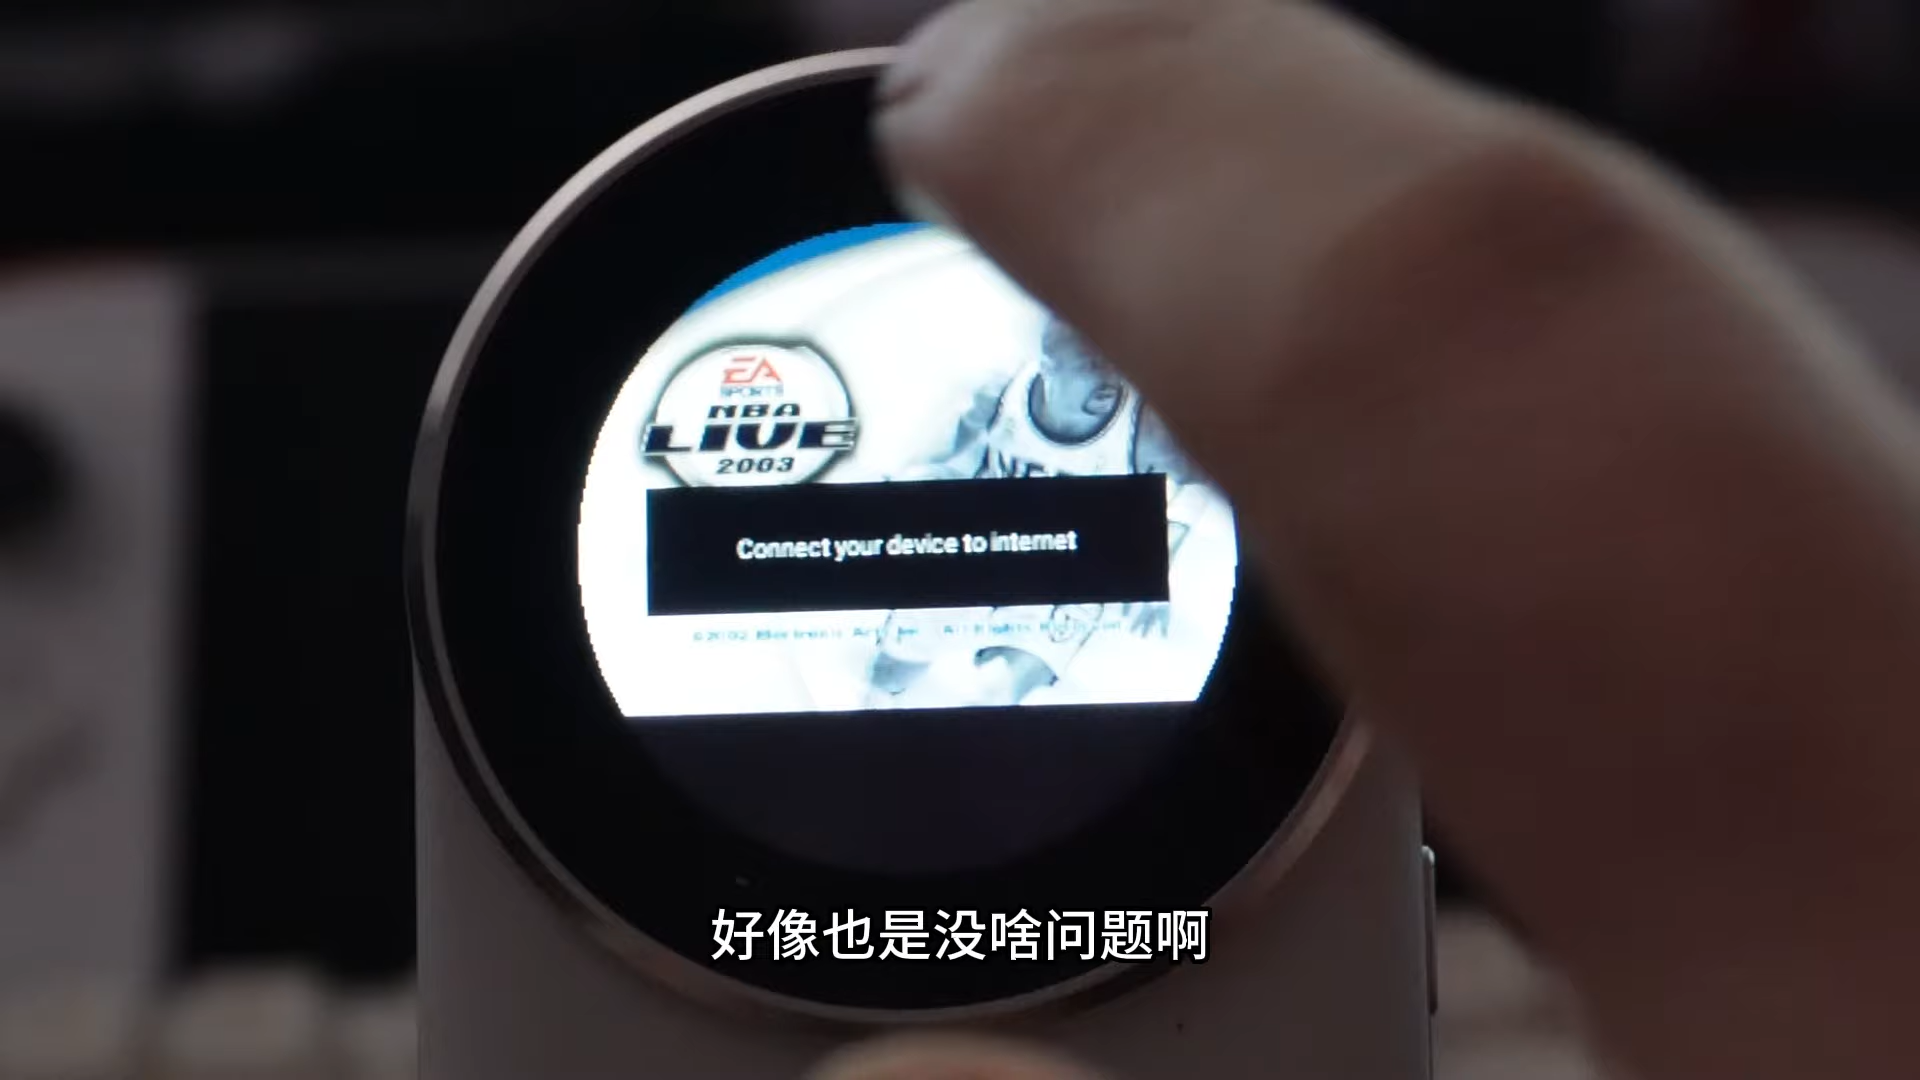 EA
SPORTS
NBA
LIVE
2003
Connect your device to internet
好像也是没啥问题啊